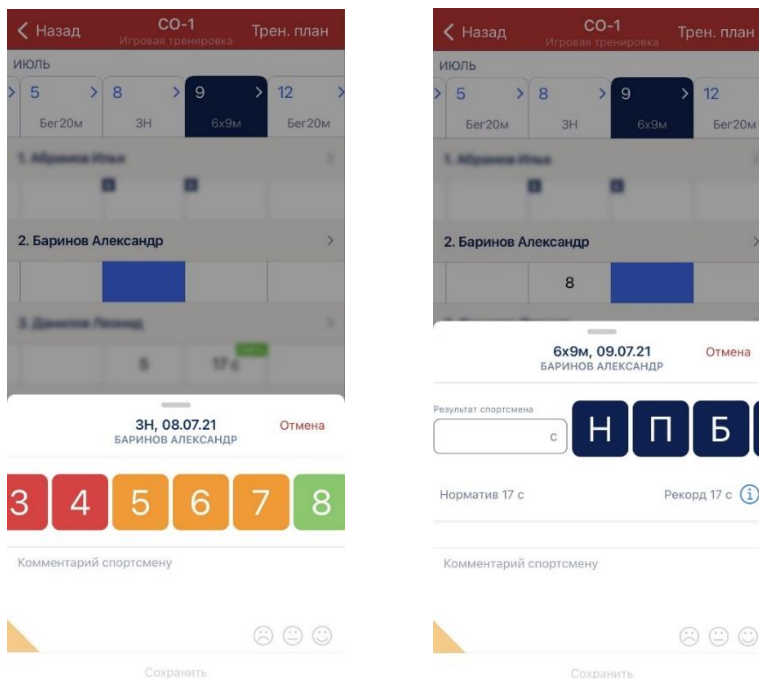 Назад
СО-1
Игровая тренировка
Трен. план
ИЮЛЬ
5
8
9
12
Бег20м
ЗН
6х9м
Бег20м
2. Баринов Александр
ЗН, 08.07.21
БАРИНОВ АЛЕКСАНДР
Отмена
3 4 5 6 7 8
Комментарий спортсмену
Сохранить
Назад
СО-1
Игровая тренировка
Трен. план
ИЮЛЬ
5
8
9
12
Бег20м
ЗН
6х9м
Бег20м
2. Баринов Александр
8
6х9м, 09.07.21
БАРИНОВ АЛЕКСАНДР
Отмена
Результат спортсмена
с
Н П Б
Норматив 17 с
Рекорд 17 с
Комментарий спортсмену
Сохранить